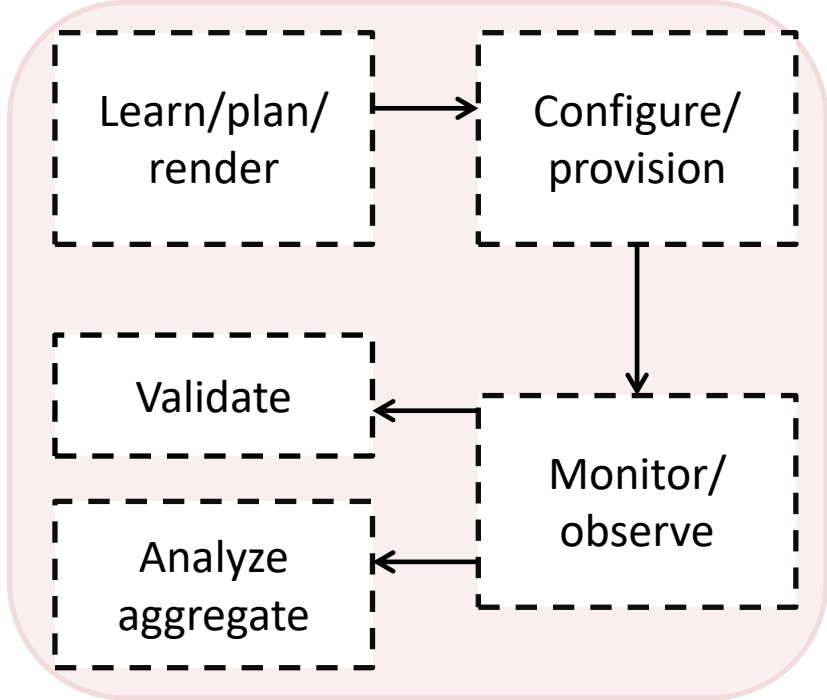 Learn/plan/
render
Configure/
provision
Validate
Monitor/
observe
Analyze
aggregate